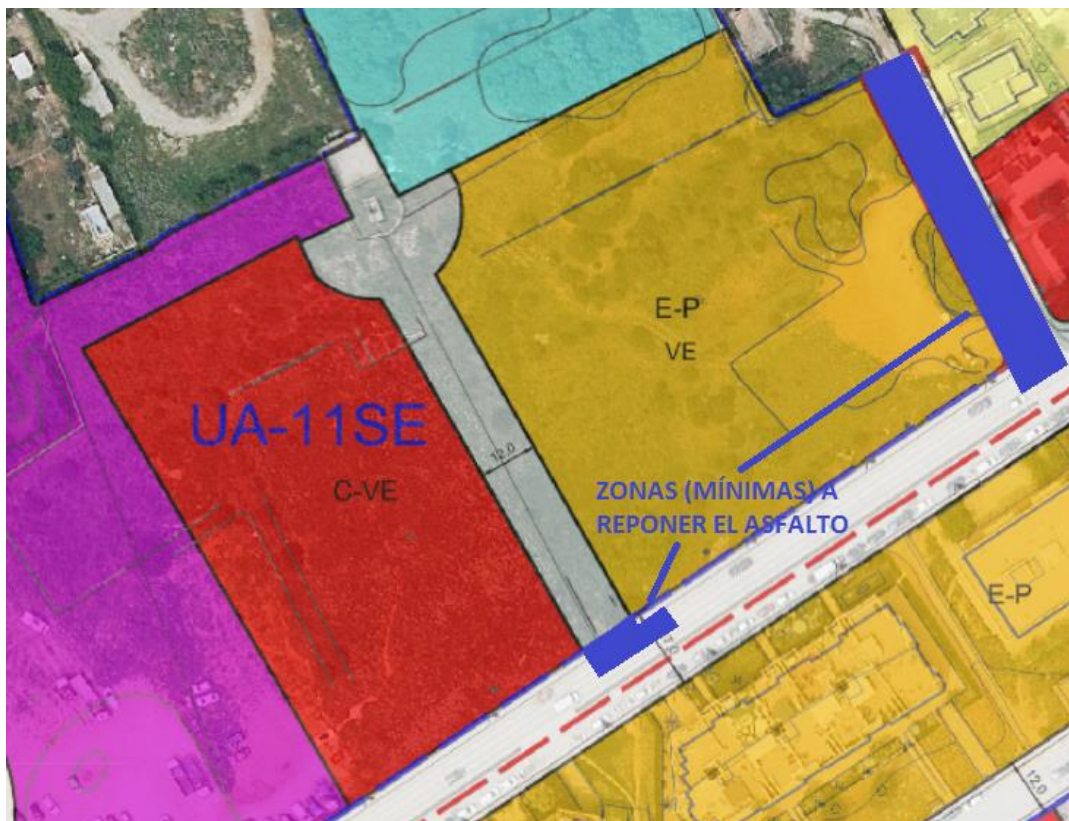 E-P
VE
UA-11SE
C-VE
12.0
ZONAS (MÍNIMAS) A
REPONER EL ASFALTO
E-P
12.0